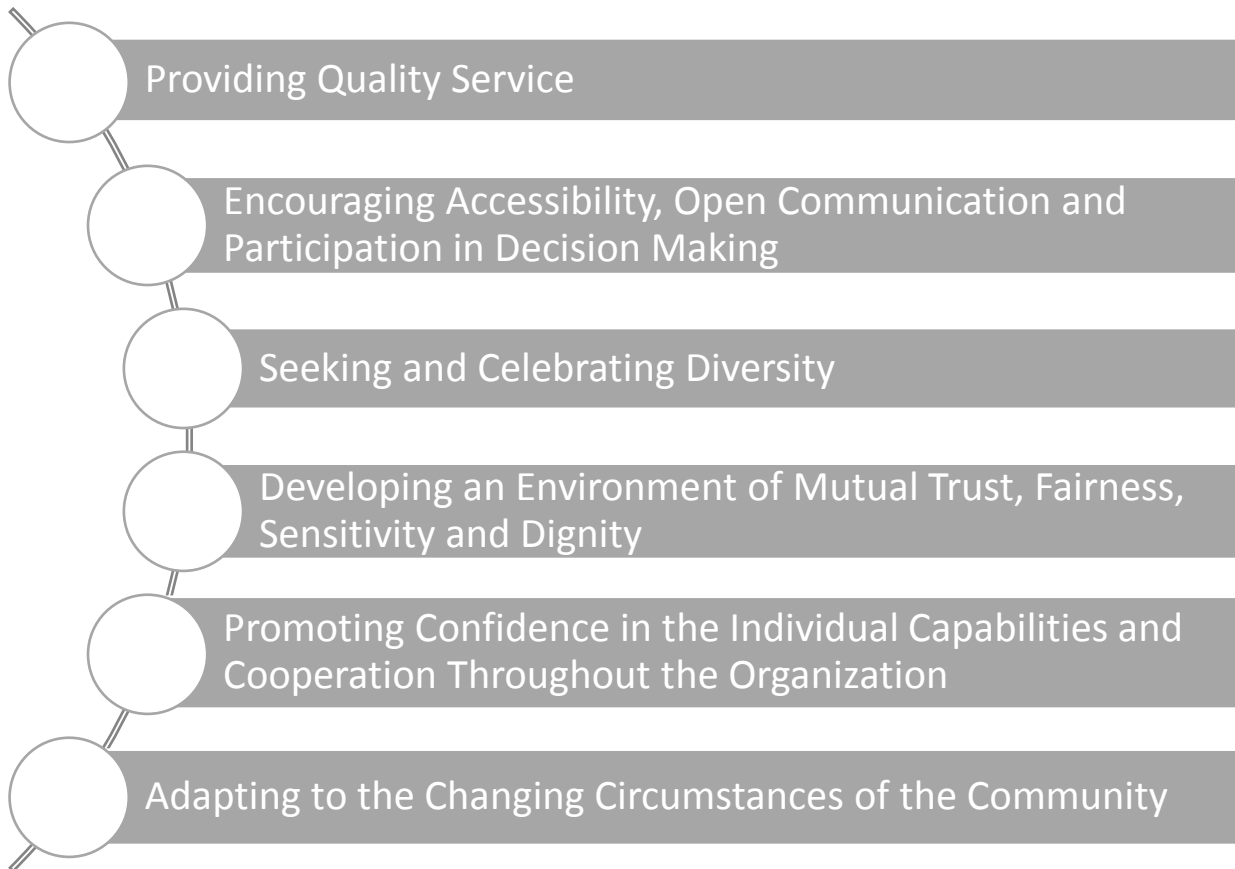 Providing Quality Service
Encouraging Accessibility, Open Communication and
Participation in Decision Making
Seeking and Celebrating Diversity
Developing an Environment of Mutual Trust, Fairness,
Sensitivity and Dignity
Promoting Confidence in the Individual Capabilities and
Cooperation Throughout the Organization
Adapting to the Changing Circumstances of the Community